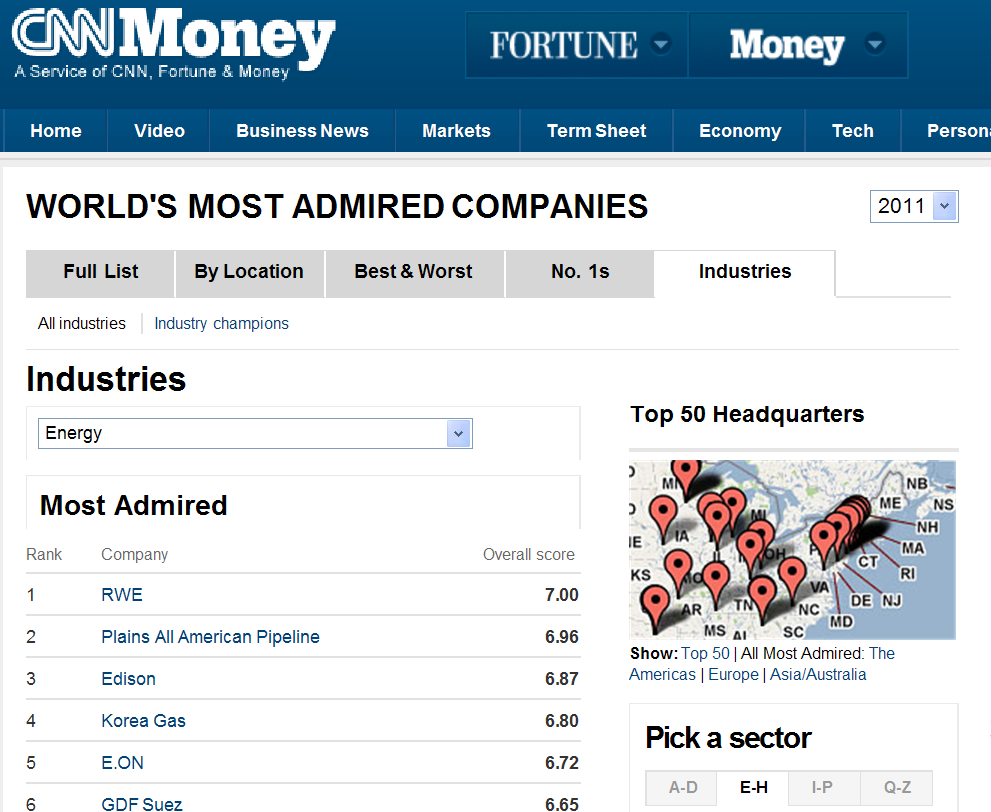 CNNMoney
A Service of CNN, Fortune & Money
FORTUNE
Money
Home Video Business News Markets Term Sheet Economy Tech Persona
WORLD'S MOST ADMIRED COMPANIES
2011
Full List By Location Best & Worst No. 1s Industries
All industries Industry champions
Industries
Energy
Most Admired
Rank Company Overall score
1 RWE 7.00
2 Plains All American Pipeline 6.96
3 Edison 6.87
4 Korea Gas 6.80
5 E.ON 6.72
6 GDF Suez 6.65
Top 50 Headquarters
NB
ME NS
NH
MA
CT
RI
IA
MI
OH
KS
VA
DE NJ
AR
TN
NC
MD
MS
SC
Show: Top 50 | All Most Admired: The
Americas | Europe | Asia/Australia
Pick a sector
A-D E-H I-P Q-Z